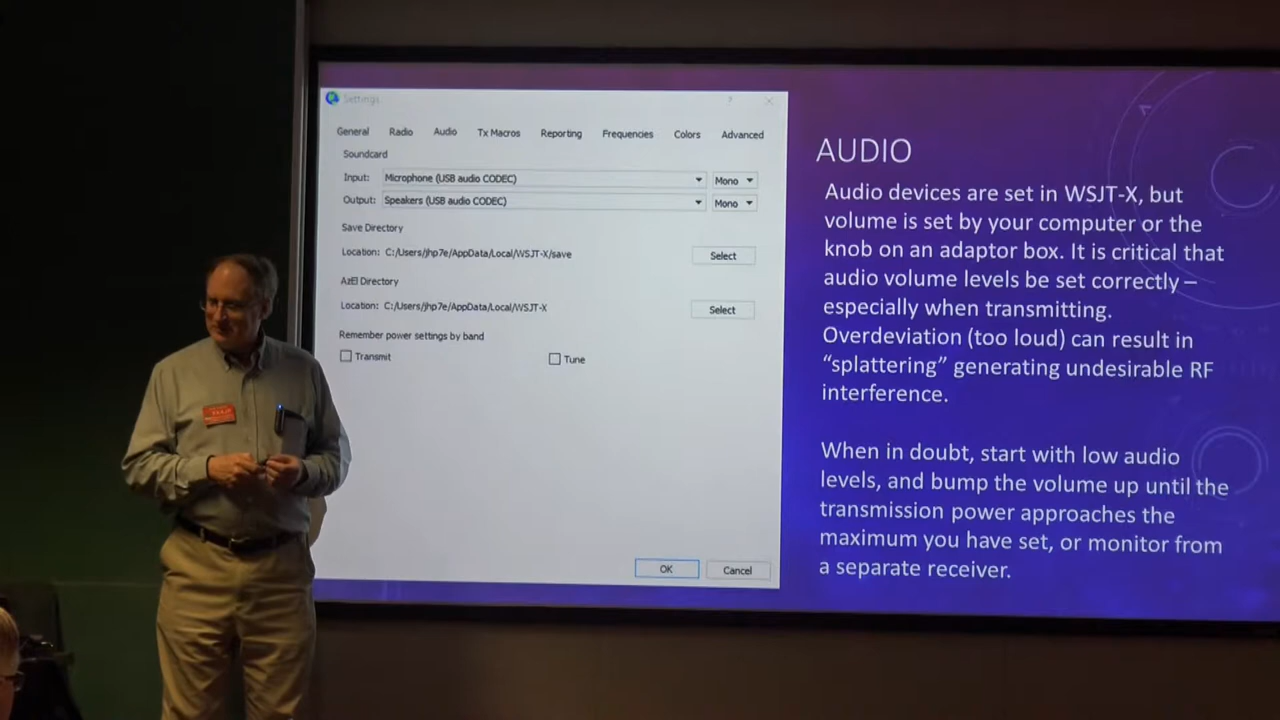 Settings
General Radio Audio Tx Macros Reporting Frequencies Colors Advanced
Soundcard
Input: Microphone (USB audio CODEC) Mono
Output: Speakers (USB audio CODEC) Mono
Save Directory
Location: C:/Users/jhp7e/AppData/Local/WSJT-X/save Select
AzEl Directory
Location: C:/Users/jhp7e/AppData/Local/WSJT-X Select
Remember power settings by band
Transmit Tune
OK Cancel
AUDIO
Audio devices are set in WSJT-X, but
volume is set by your computer or the
knob on an adaptor box. It is critical that
audio volume levels be set correctly –
especially when transmitting.
Overdeviation (too loud) can result in
“splattering” generating undesirable RF
interference.
When in doubt, start with low audio
levels, and bump the volume up until the
transmission power approaches the
maximum you have set, or monitor from
a separate receiver.